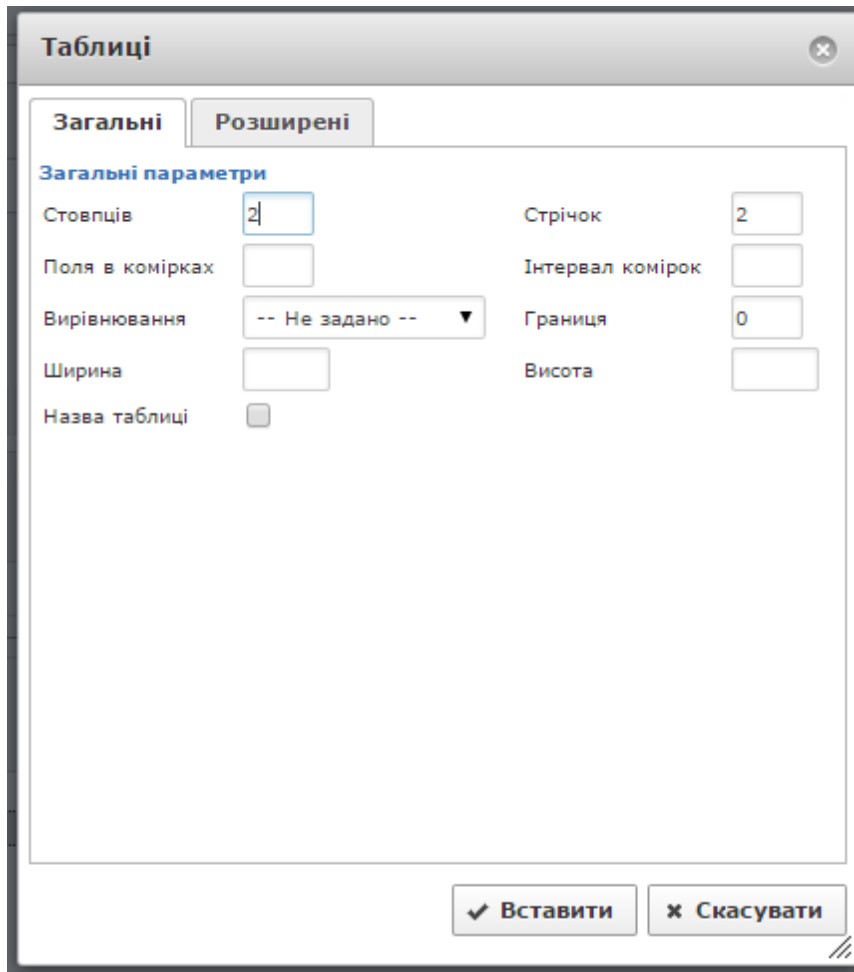 Таблиці
Загальні Розширені
Загальні параметри
Стовпців 2 Стрічок 2
Поля в комірках Інтервал комірок
Вирівнювання -- Не задано -- Границя 0
Ширина Висота
Назва таблиці
Вставити Скасувати